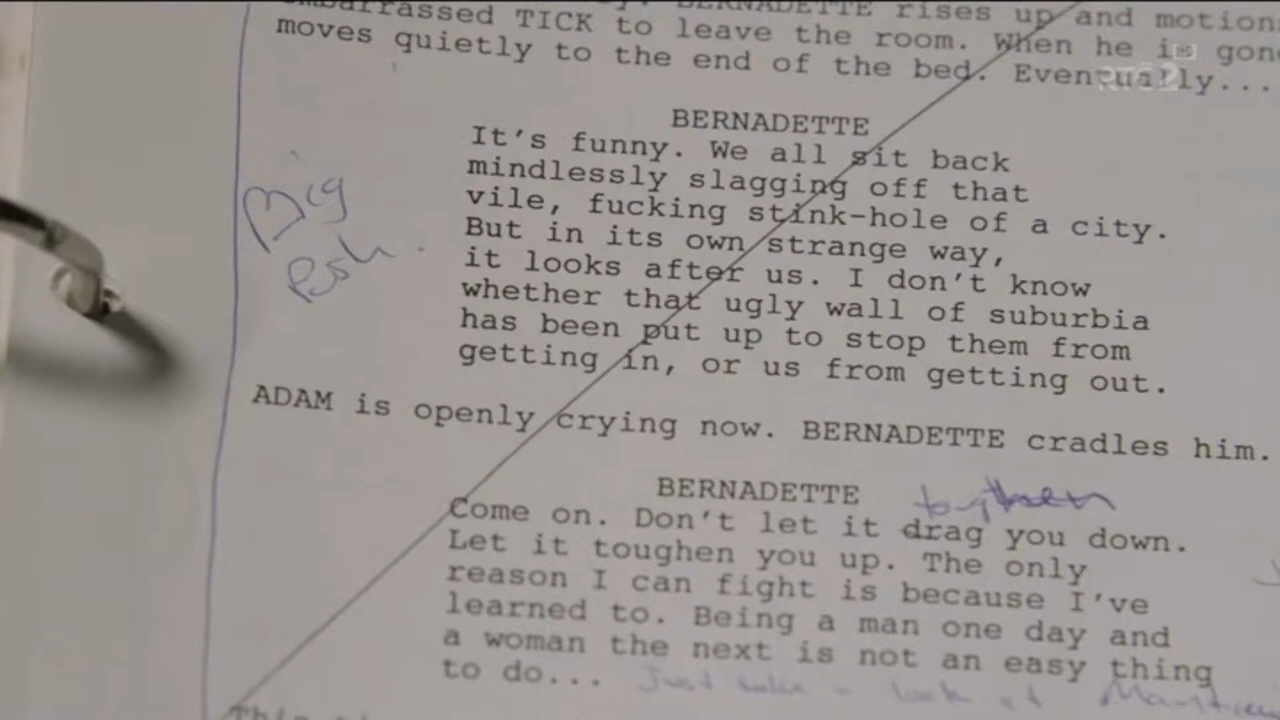 embarrassed TICK to leave the room. When he is gone
moves quietly to the end of the bed. Eventually...
BERNADETTE
It's funny. We all sit back
mindlessly slagging off that
vile, fucking stink-hole of a city.
But in its own strange way,
it looks after us. I don't know
whether that ugly wall of suburbia
has been put up to stop them from
getting in, or us from getting out.
Big
ADAM is openly crying now. BERNADETTE cradles him.
BERNADETTE
Come on. Don't let it drag you down.
Let it toughen you up. The only
reason I can fight is because I've
learned to. Being a man one day and
a woman the next is not an easy thing
to do... Just take a look at